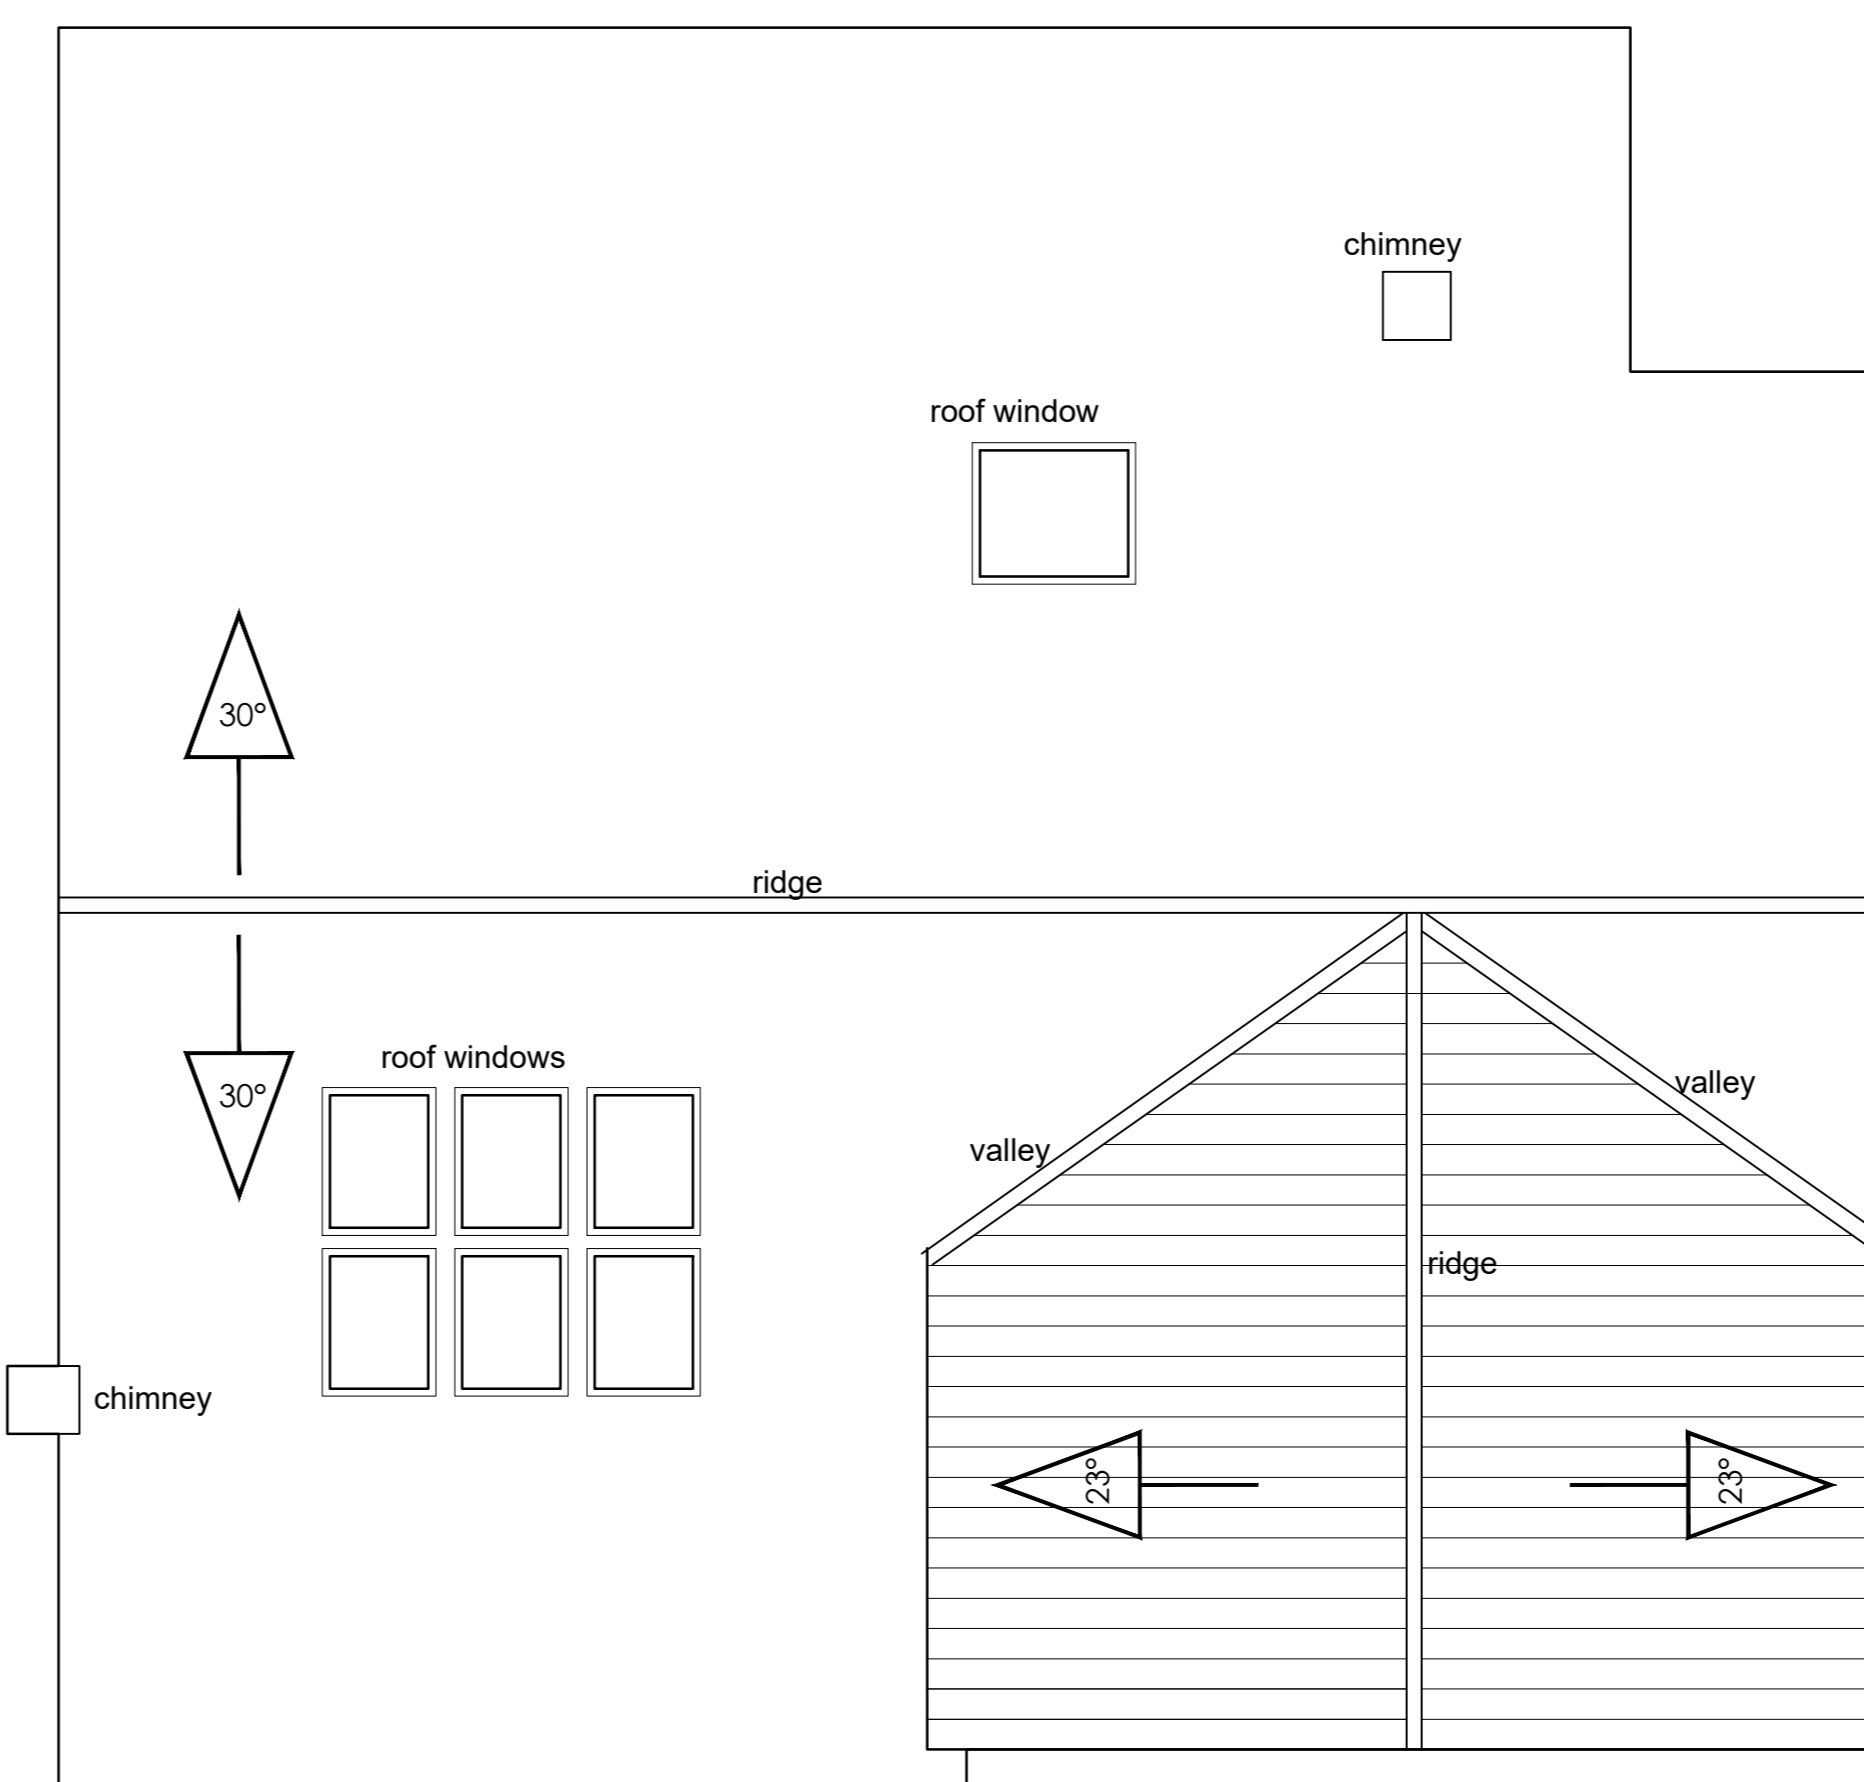 chimney
roof window
30°
ridge
roof windows
30°
valley
valley
ridge
chimney
23°
23°